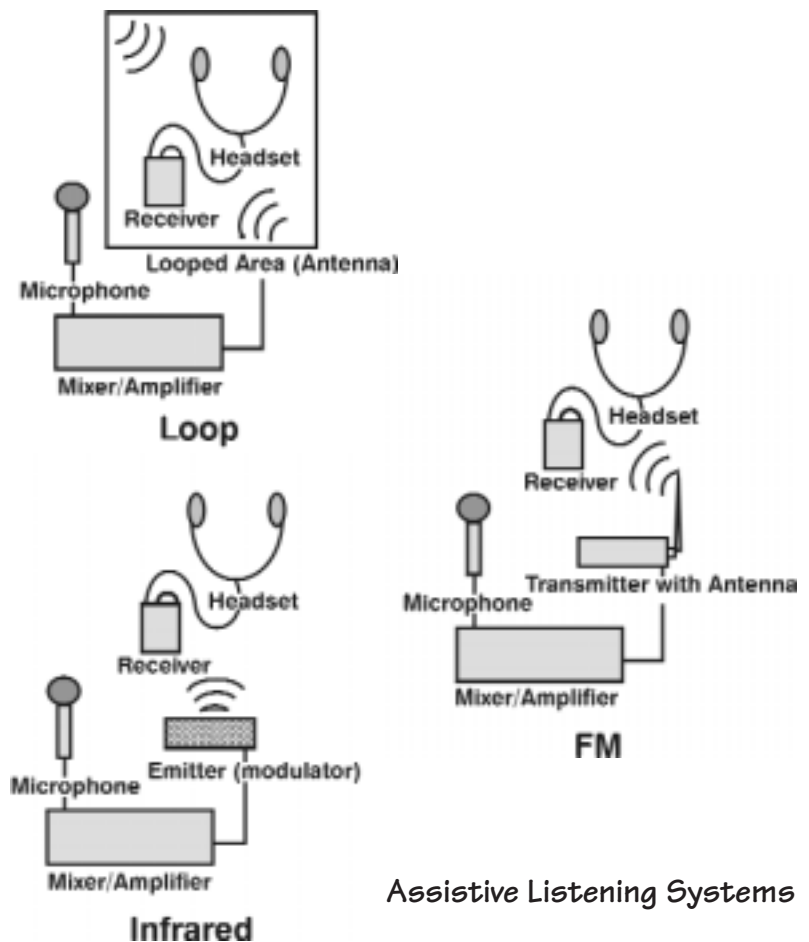 Headset
Receiver
Looped Area (Antenna)
Microphone
Mixer/Amplifier
Loop
Headset
Receiver
Transmitter with Antenna
Microphone
Mixer/Amplifier
FM
Headset
Receiver
Emitter (modulator)
Microphone
Mixer/Amplifier
Infrared
Assistive Listening Systems